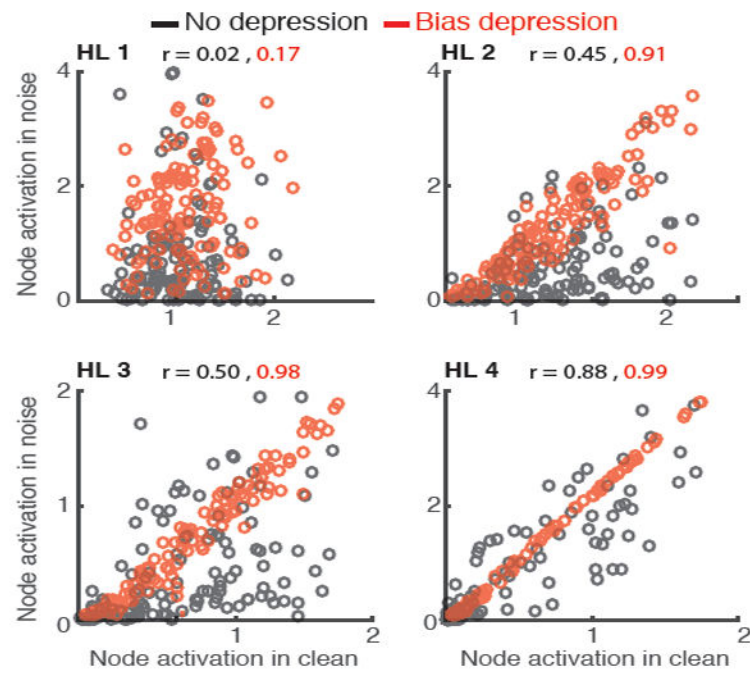 No depression Bias depression
HL 1 r = 0.02 , 0.17
HL 2 r = 0.45 , 0.91
Node activation in noise
4
2
0
1 2
4
2
0
1 2
HL 3 r = 0.50 , 0.98
HL 4 r = 0.88 , 0.99
Node activation in noise
2
1
0
1 2
4
2
0
1 2
Node activation in clean
Node activation in clean